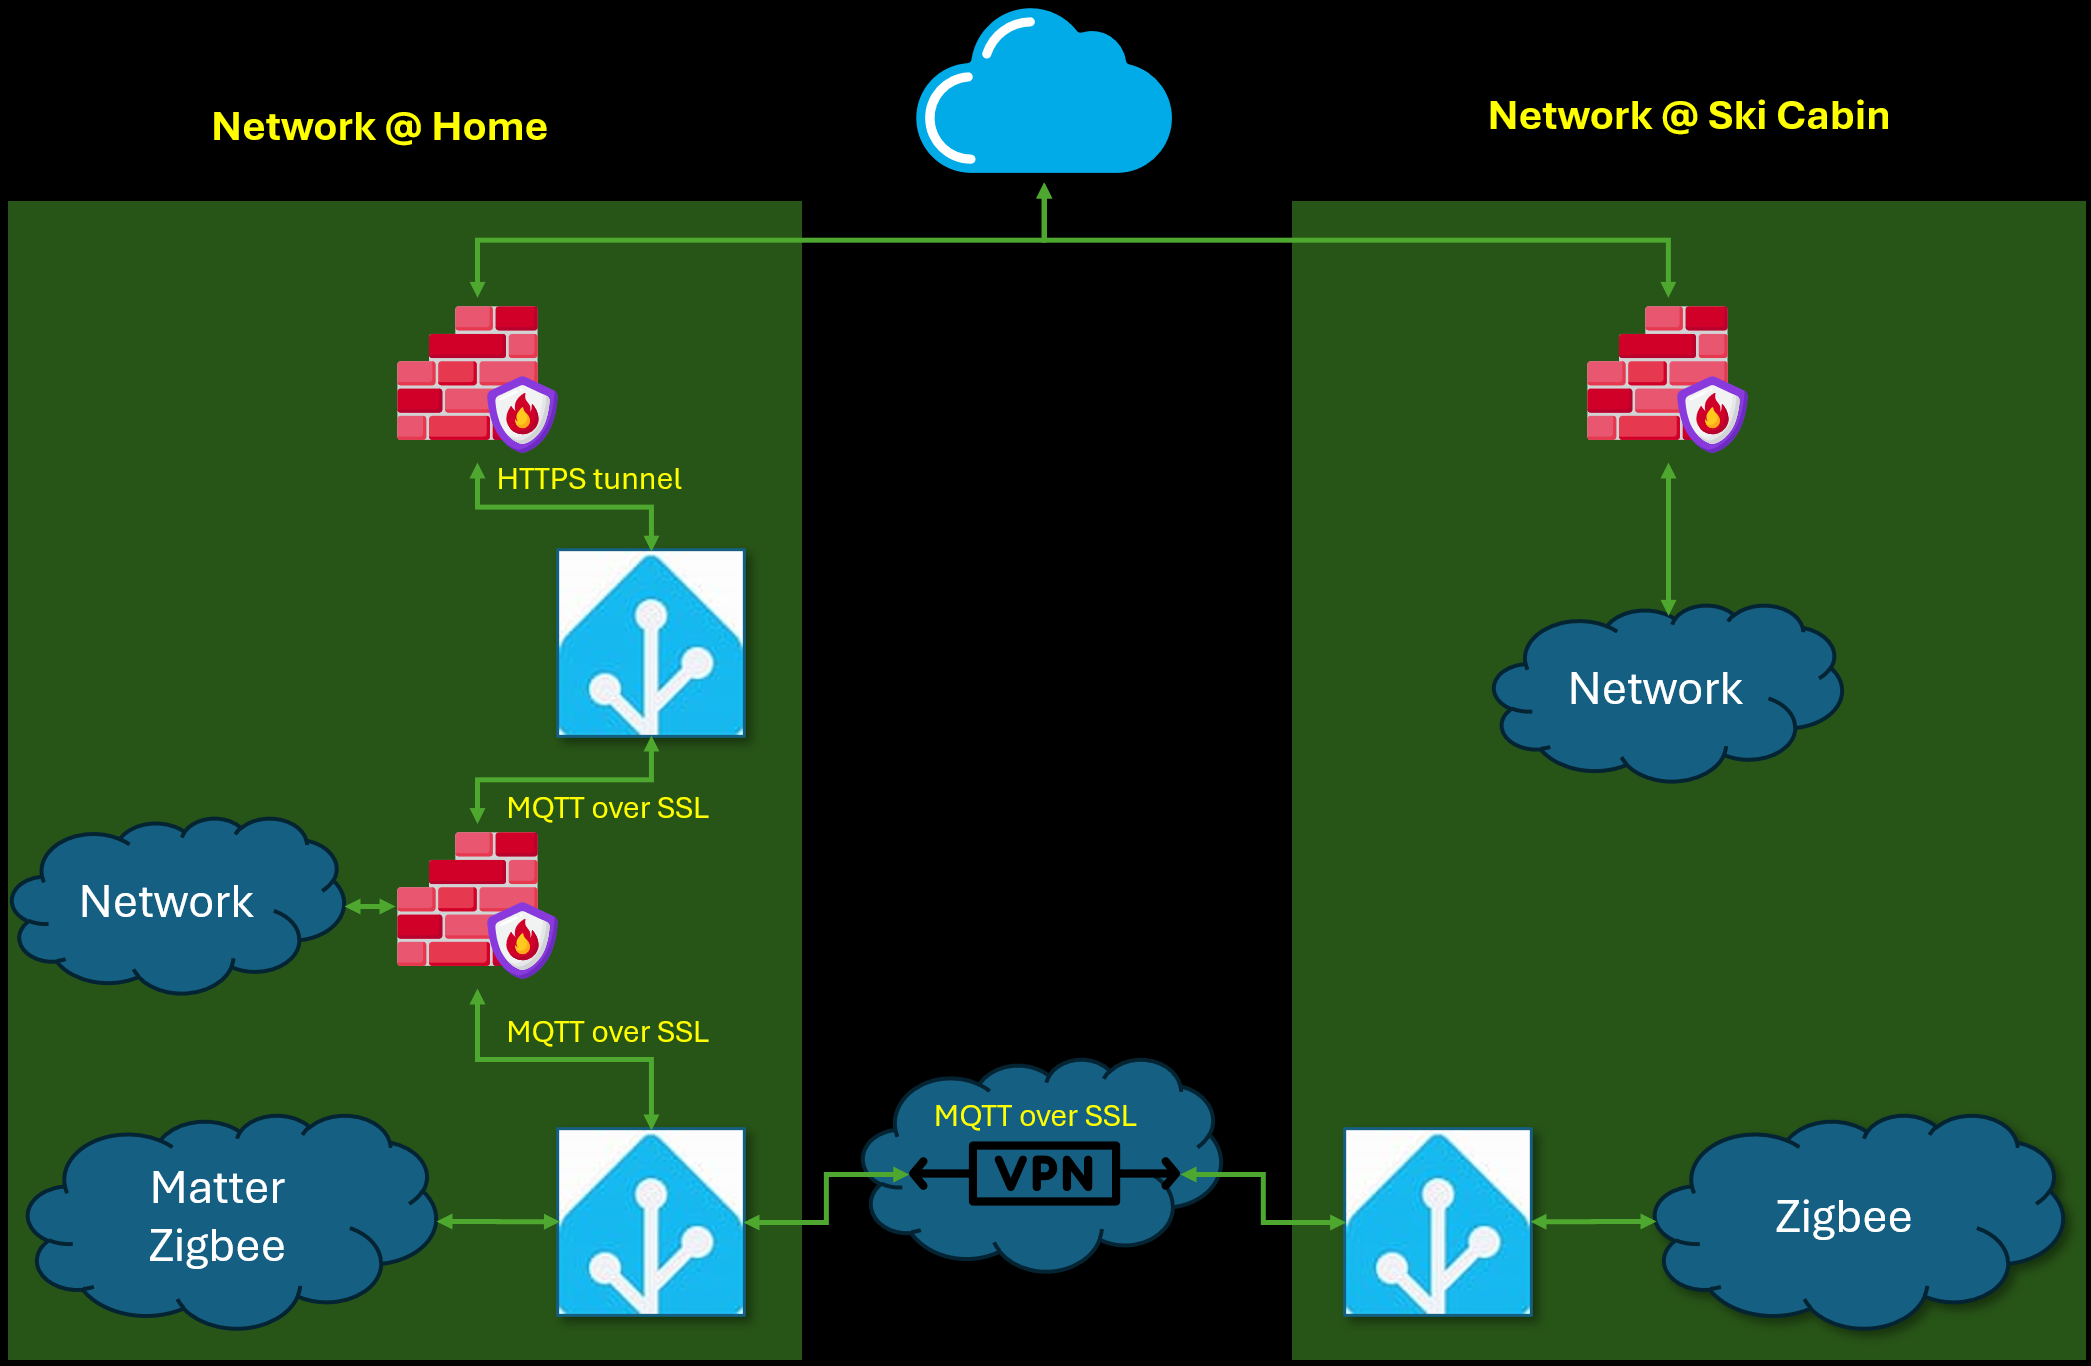 Network @ Home
Network @ Ski Cabin
HTTPS tunnel
Network
MQTT over SSL
Network
MQTT over SSL
MQTT over SSL
VPN
Matter
Zigbee
Zigbee